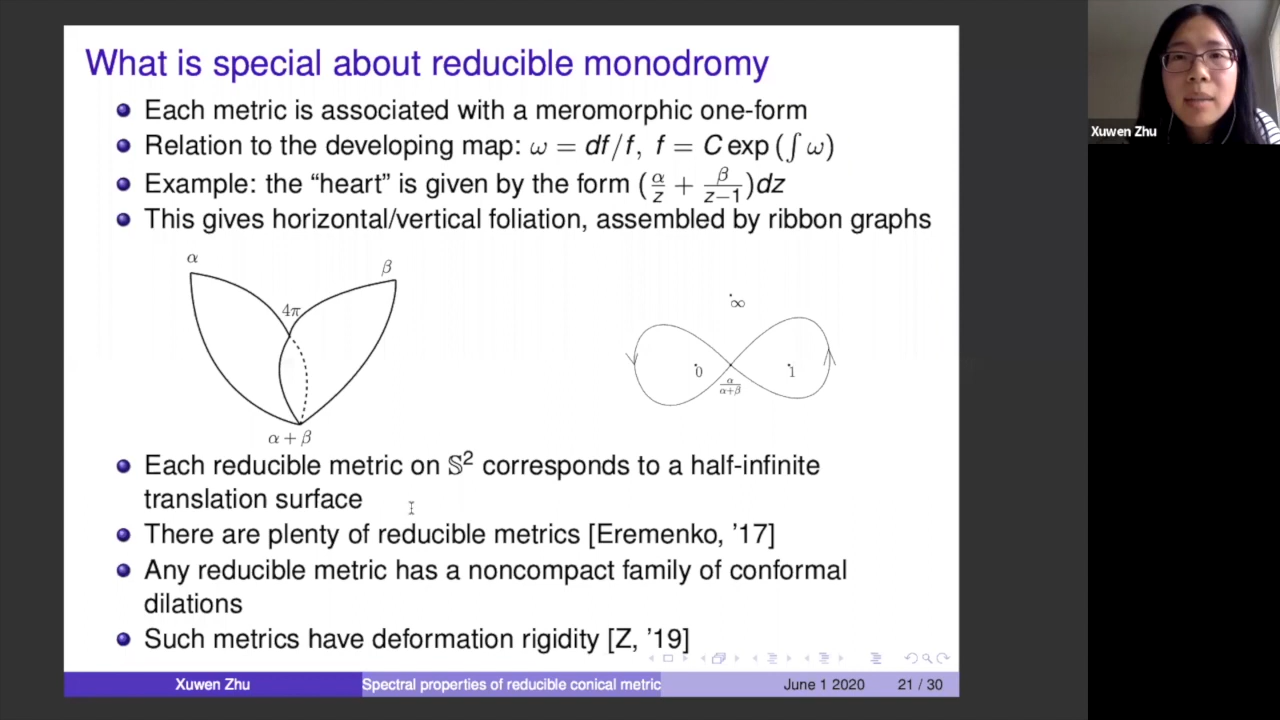 What is special about reducible monodromy
Each metric is associated with a meromorphic one-form
Relation to the developing map: ω = df/f, f = C exp (∫ ω)
Example: the “heart” is given by the form (α/z + β/(z−1))dz
This gives horizontal/vertical foliation, assembled by ribbon graphs
α
β
4π
α + β
∞
0
1
α/(α+β)
Each reducible metric on 𝕊² corresponds to a half-infinite
translation surface
There are plenty of reducible metrics [Eremenko, ’17]
Any reducible metric has a noncompact family of conformal
dilations
Such metrics have deformation rigidity [Z, ’19]
Xuwen Zhu
Spectral properties of reducible conical metric
June 1 2020
21 / 30
Xuwen Zhu